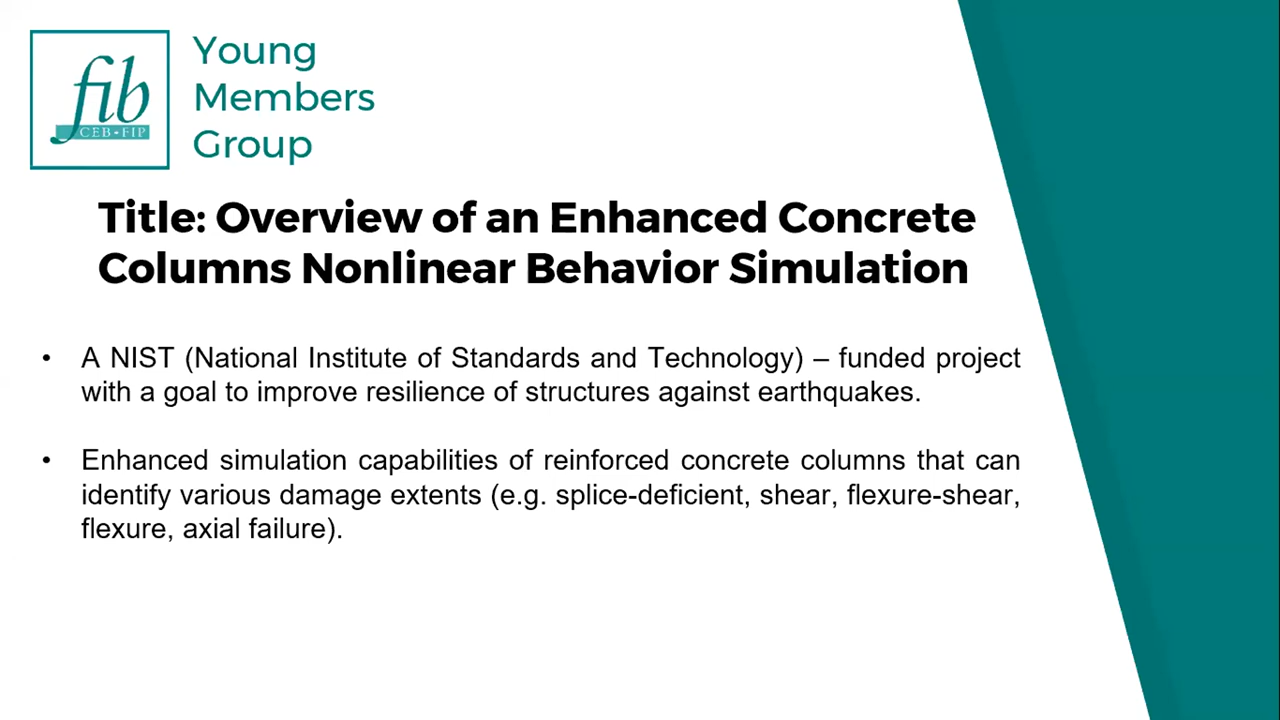 fib
CEB-FIP
Young
Members
Group
Title: Overview of an Enhanced Concrete
Columns Nonlinear Behavior Simulation
• A NIST (National Institute of Standards and Technology) – funded project
with a goal to improve resilience of structures against earthquakes.
• Enhanced simulation capabilities of reinforced concrete columns that can
identify various damage extents (e.g. splice-deficient, shear, flexure-shear,
flexure, axial failure).